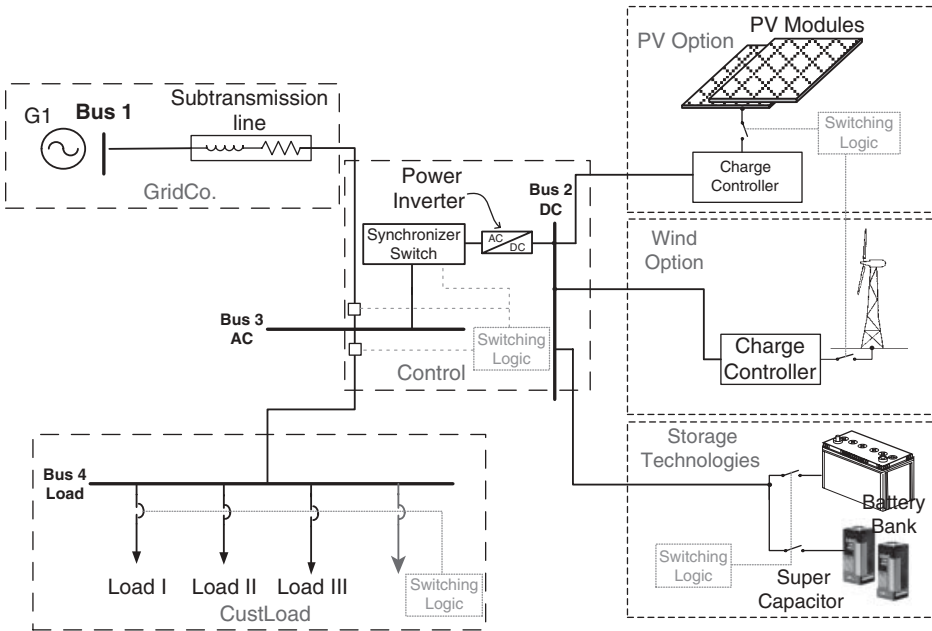 G1
Bus 1
Subtransmission
line
GridCo.
Power
Inverter
Synchronizer
Switch
AC
DC
Bus 2
DC
Bus 3
AC
Switching
Logic
Control
PV Modules
PV Option
Switching
Logic
Charge
Controller
Wind
Option
Charge
Controller
Storage
Technologies
Battery
Bank
Switching
Logic
Super
Capacitor
Bus 4
Load
Load I
Load II
Load III
Switching
Logic
CustLoad